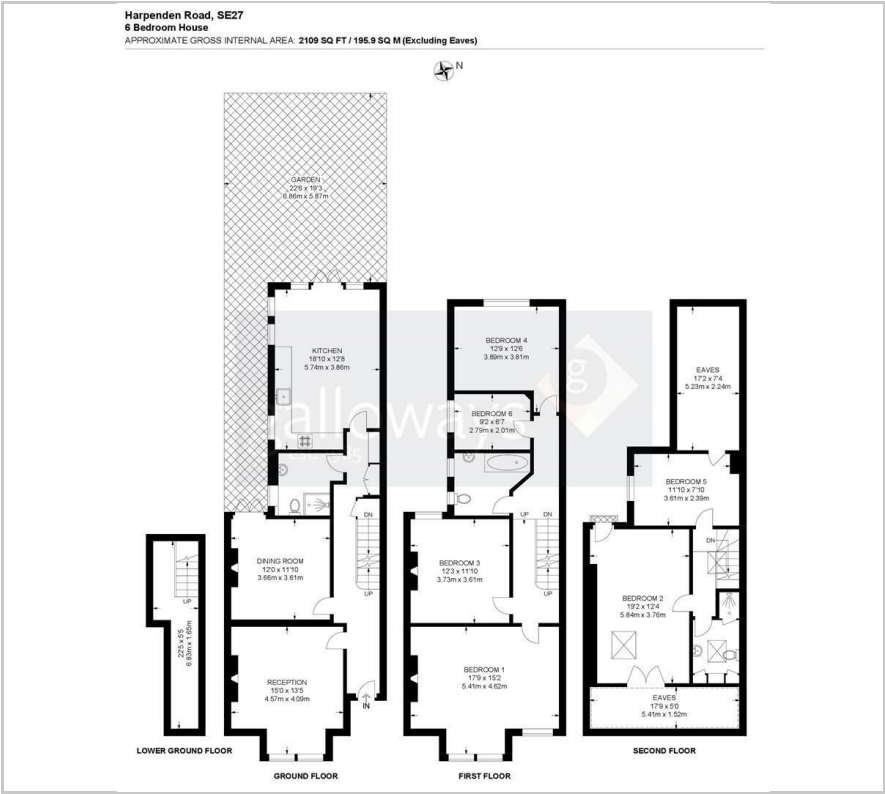 Harpenden Road, SE27
6 Bedroom House
APPROXIMATE GROSS INTERNAL AREA: 2109 SQ FT / 195.9 SQ M (Excluding Eaves)
N
GARDEN
22'6 x 19'3
6.86m x 5.87m
KITCHEN
18'10 x 12'8
5.74m x 3.86m
DN
UP
DINING ROOM
12'0 x 11'10
3.66m x 3.61m
RECEPTION
15'0 x 13'5
4.57m x 4.09m
IN
GROUND FLOOR
UP
22'5 x 5'5
6.83m x 1.65m
LOWER GROUND FLOOR
BEDROOM 4
12'9 x 12'6
3.89m x 3.81m
BEDROOM 6
9'2 x 6'7
2.79m x 2.01m
UP
DN
BEDROOM 3
12'3 x 11'10
3.73m x 3.61m
UP
BEDROOM 1
17'9 x 15'2
5.41m x 4.62m
FIRST FLOOR
EAVES
17'2 x 7'4
5.23m x 2.24m
BEDROOM 5
11'10 x 7'10
3.61m x 2.39m
DN
BEDROOM 2
19'2 x 12'4
5.84m x 3.76m
EAVES
17'9 x 5'0
5.41m x 1.52m
SECOND FLOOR
g
alloways